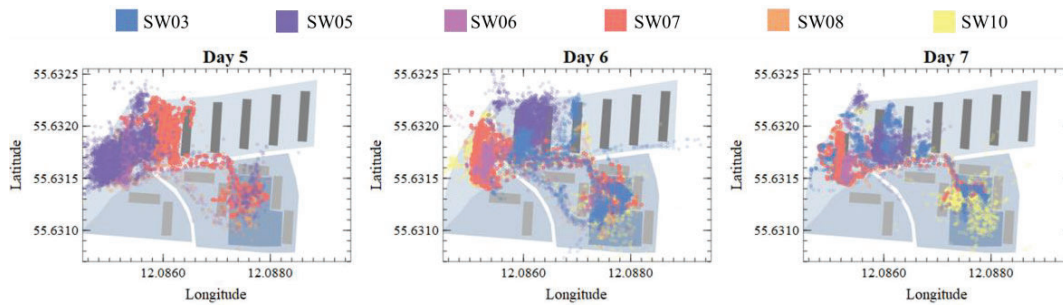 SW03 SW05 SW06 SW07 SW08 SW10
Day 5 Day 6 Day 7
55.6325 55.6325 55.6325
55.6320 55.6320 55.6320
55.6315 55.6315 55.6315
55.6310 55.6310 55.6310
Latitude Latitude Latitude
12.0860 12.0880 12.0860 12.0880 12.0860 12.0880
Longitude Longitude Longitude